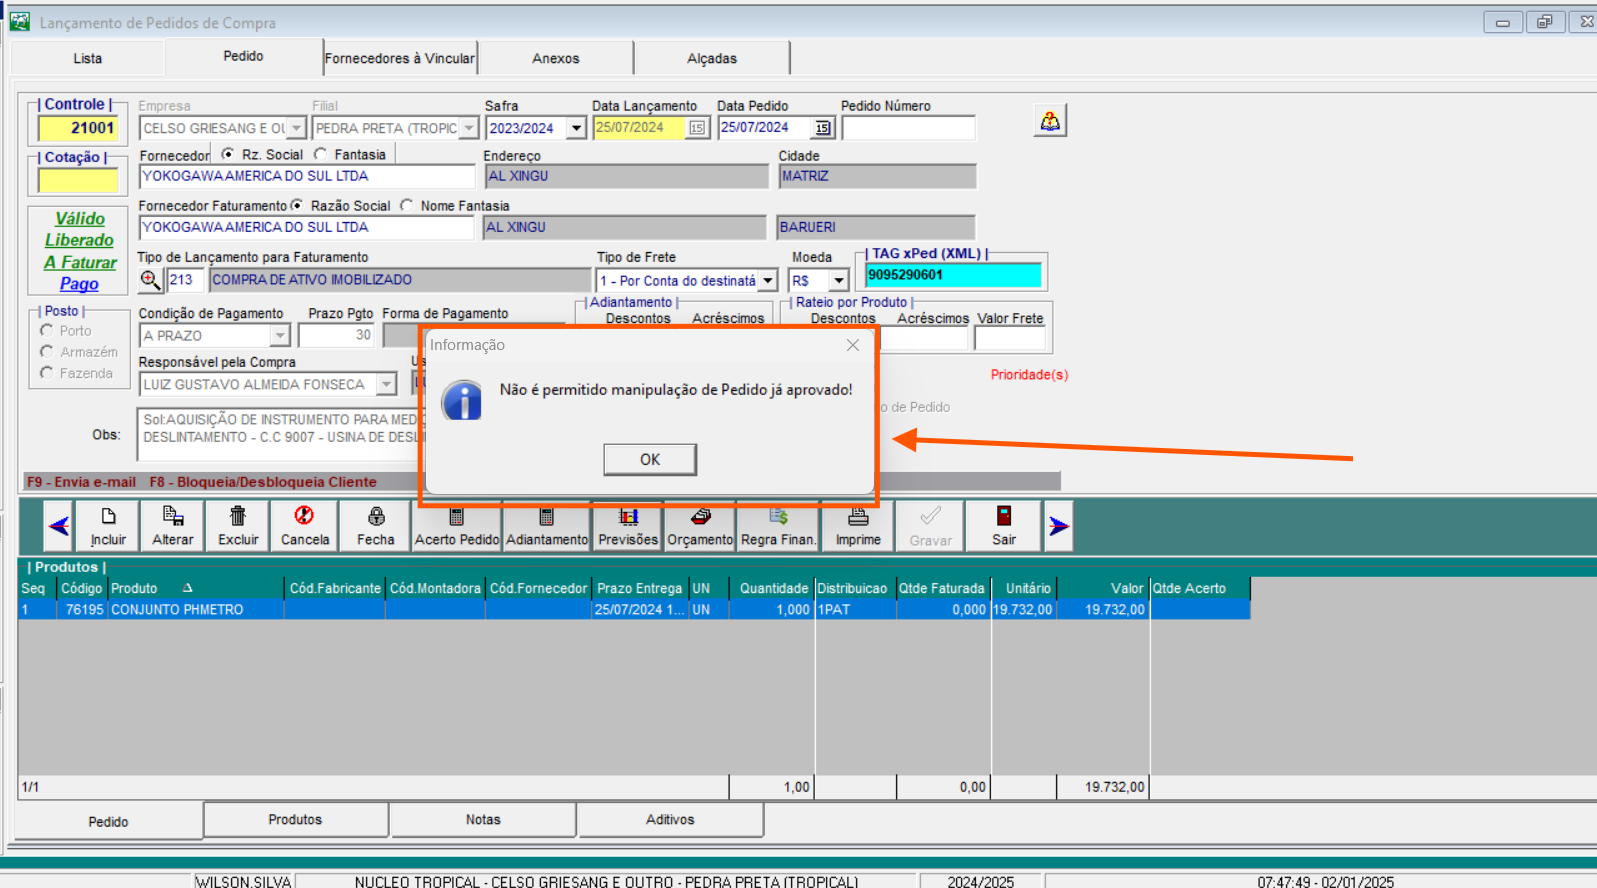 Lançamento de Pedidos de Compra
Lista Pedido Fornecedores à Vincular Anexos Alçadas
| Controle | Empresa Filial Safra Data Lançamento Data Pedido Pedido Número
21001 CELSO GRIESANG E OU PEDRA PRETA (TROPIC 2023/2024 25/07/2024 15 25/07/2024 15
| Cotação | Fornecedor Rz. Social Fantasia Endereço Cidade
YOKOGAWA AMERICA DO SUL LTDA AL XINGU MATRIZ
Fornecedor Faturamento Razão Social Nome Fantasia
Válido YOKOGAWA AMERICA DO SUL LTDA AL XINGU BARUERI
Liberado
A Faturar Tipo de Lançamento para Faturamento Tipo de Frete Moeda | TAG xPed (XML) |
Pago 213 COMPRA DE ATIVO IMOBILIZADO 1 - Por Conta do destinatá R$ 9095290601
| Posto | | Adiantamento | | Rateio por Produto |
Condição de Pagamento Prazo Pgto Forma de Pagamento Descontos Acréscimos Descontos Acréscimos Valor Frete
Porto A PRAZO 30
Armazém
Responsável pela Compra Us
Fazenda LUIZ GUSTAVO ALMEIDA FONSECA
Prioridade(s)
Informação
Não é permitido manipulação de Pedido já aprovado!
OK
o de Pedido
Obs: Sol:AQUISIÇÃO DE INSTRUMENTO PARA MEDIÇ
DESLINTAMENTO - C.C 9007 - USINA DE DESLI
F9 - Envia e-mail F8 - Bloqueia/Desbloqueia Cliente
Incluir Alterar Excluir Cancela Fecha Acerto Pedido Adiantamento Previsões Orçamento Regra Finan. Imprime Gravar Sair
| Produtos |
Seq Código Produto Cód.Fabricante Cód.Montadora Cód.Fornecedor Prazo Entrega UN Quantidade Distribuicao Qtde Faturada Unitário Valor Qtde Acerto
1 76195 CONJUNTO PHMETRO 25/07/2024 1... UN 1,000 1PAT 0,000 19.732,00 19.732,00
1/1 1,00 0,00 19.732,00
Pedido Produtos Notas Aditivos
WILSON.SILVA NUCLEO TROPICAL - CELSO GRIESANG E OUTRO - PEDRA PRETA (TROPICAL) 2024/2025 07:47:49 - 02/01/2025